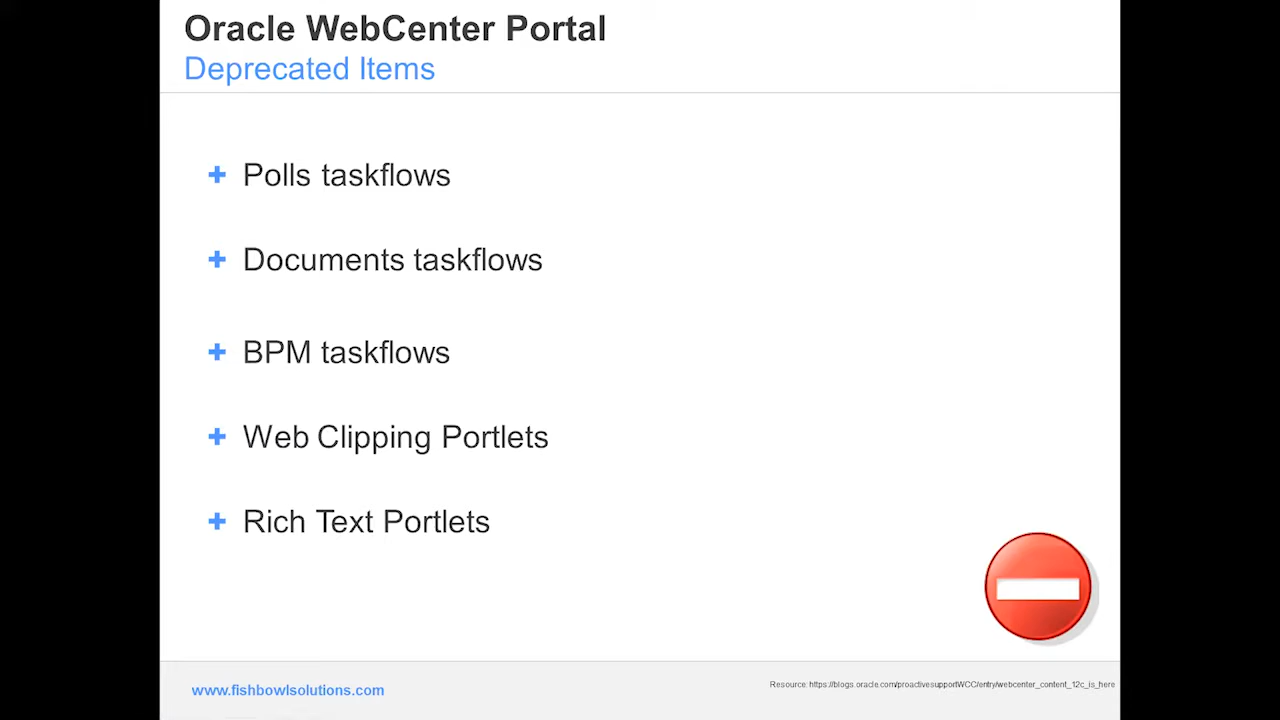 Oracle WebCenter Portal
Deprecated Items
Polls taskflows
Documents taskflows
BPM taskflows
Web Clipping Portlets
Rich Text Portlets
www.fishbowlsolutions.com
Resource: https://blogs.oracle.com/proactivesupportWCC/entry/webcenter_content_12c_is_here